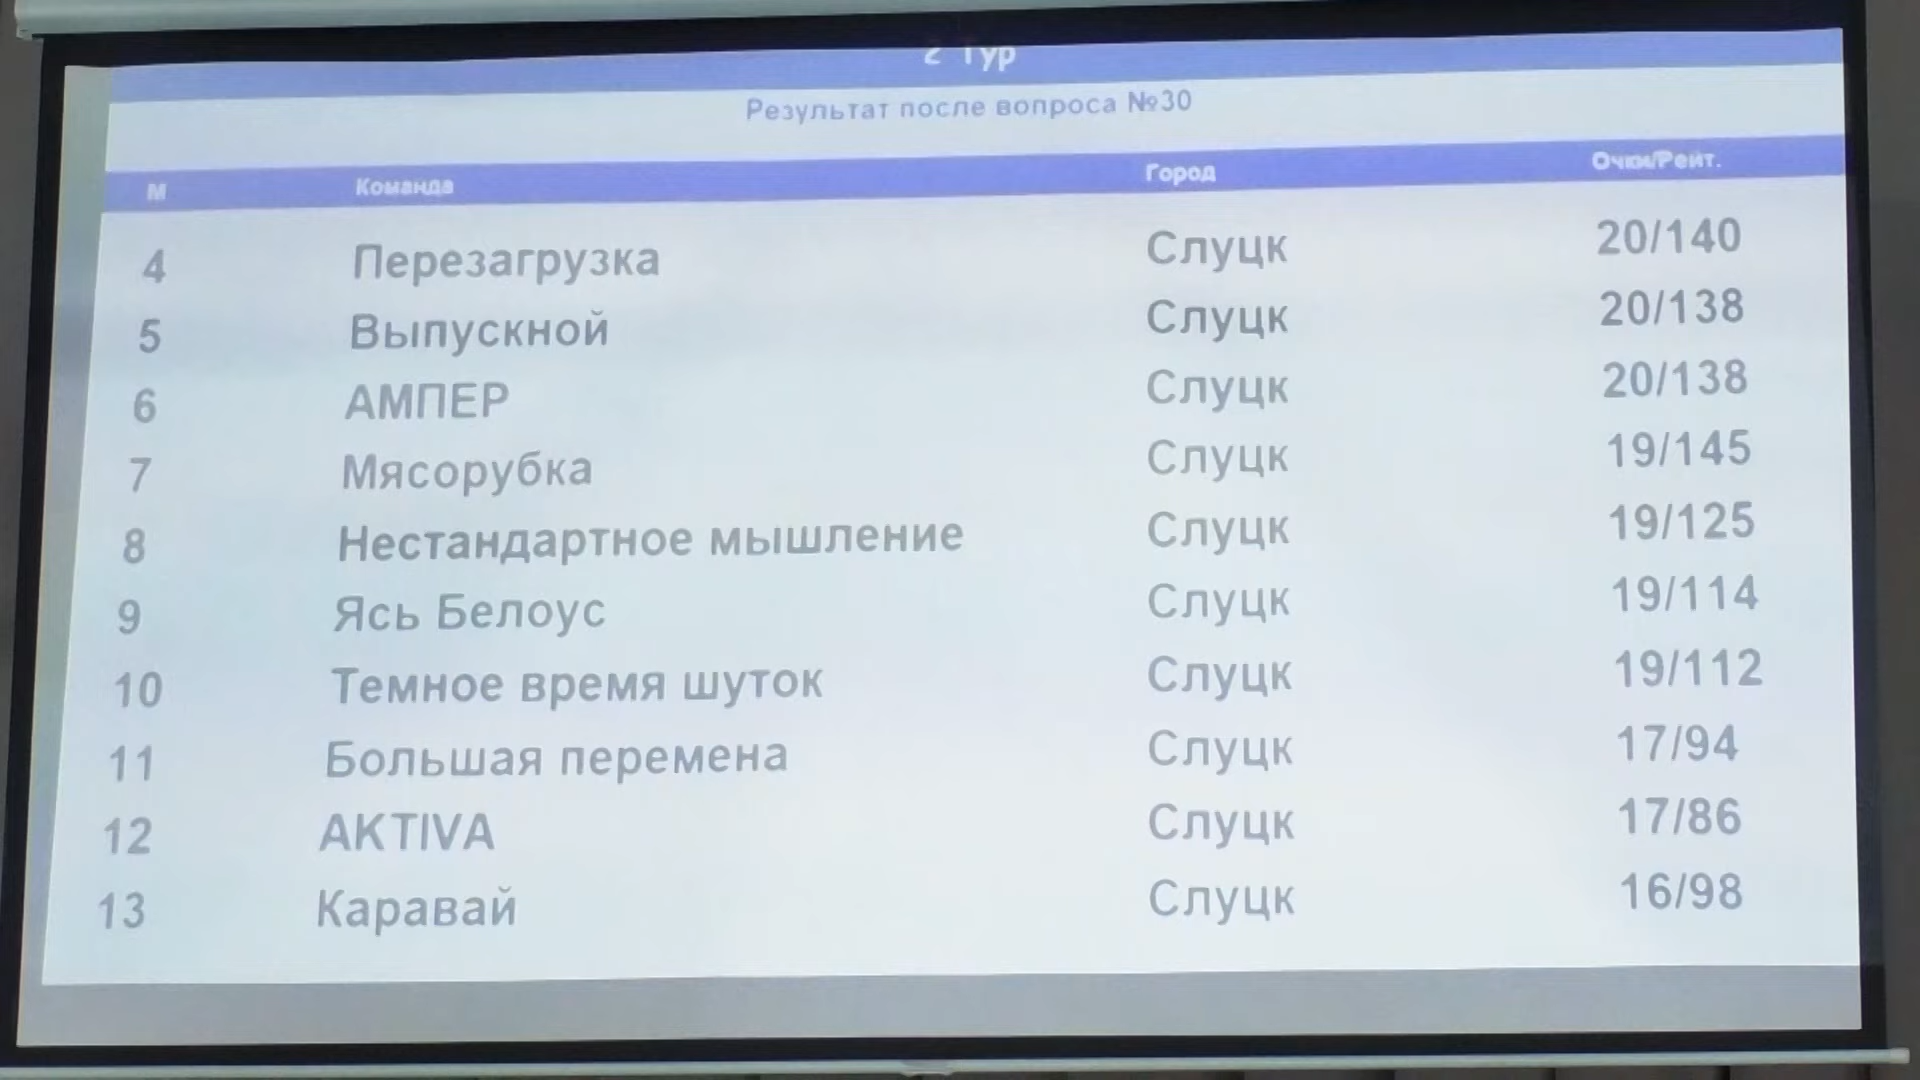 2 Тур
Результат после вопроса №30
М Команда Город Очки/Рейт.
4 Перезагрузка Слуцк 20/140
5 Выпускной Слуцк 20/138
6 АМПЕР Слуцк 20/138
7 Мясорубка Слуцк 19/145
8 Нестандартное мышление Слуцк 19/125
9 Ясь Белоус Слуцк 19/114
10 Темное время шуток Слуцк 19/112
11 Большая перемена Слуцк 17/94
12 AKTIVA Слуцк 17/86
13 Каравай Слуцк 16/98